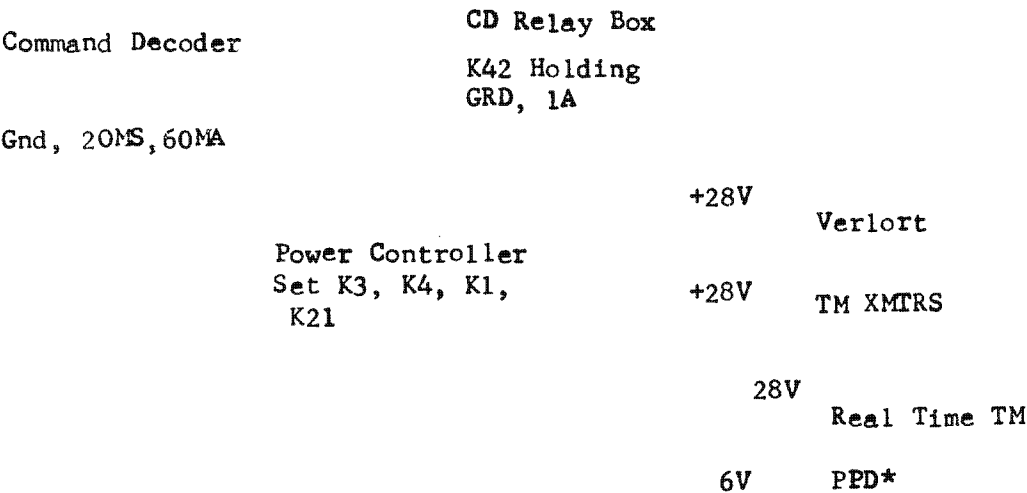 CD Relay Box
Command Decoder
K42 Holding
GRD, 1A
Gnd, 20MS,60MA
+28V
Verlort
Power Controller
Set K3, K4, K1,
K21
+28V
TM XMTRS
28V
Real Time TM
6V PPD*